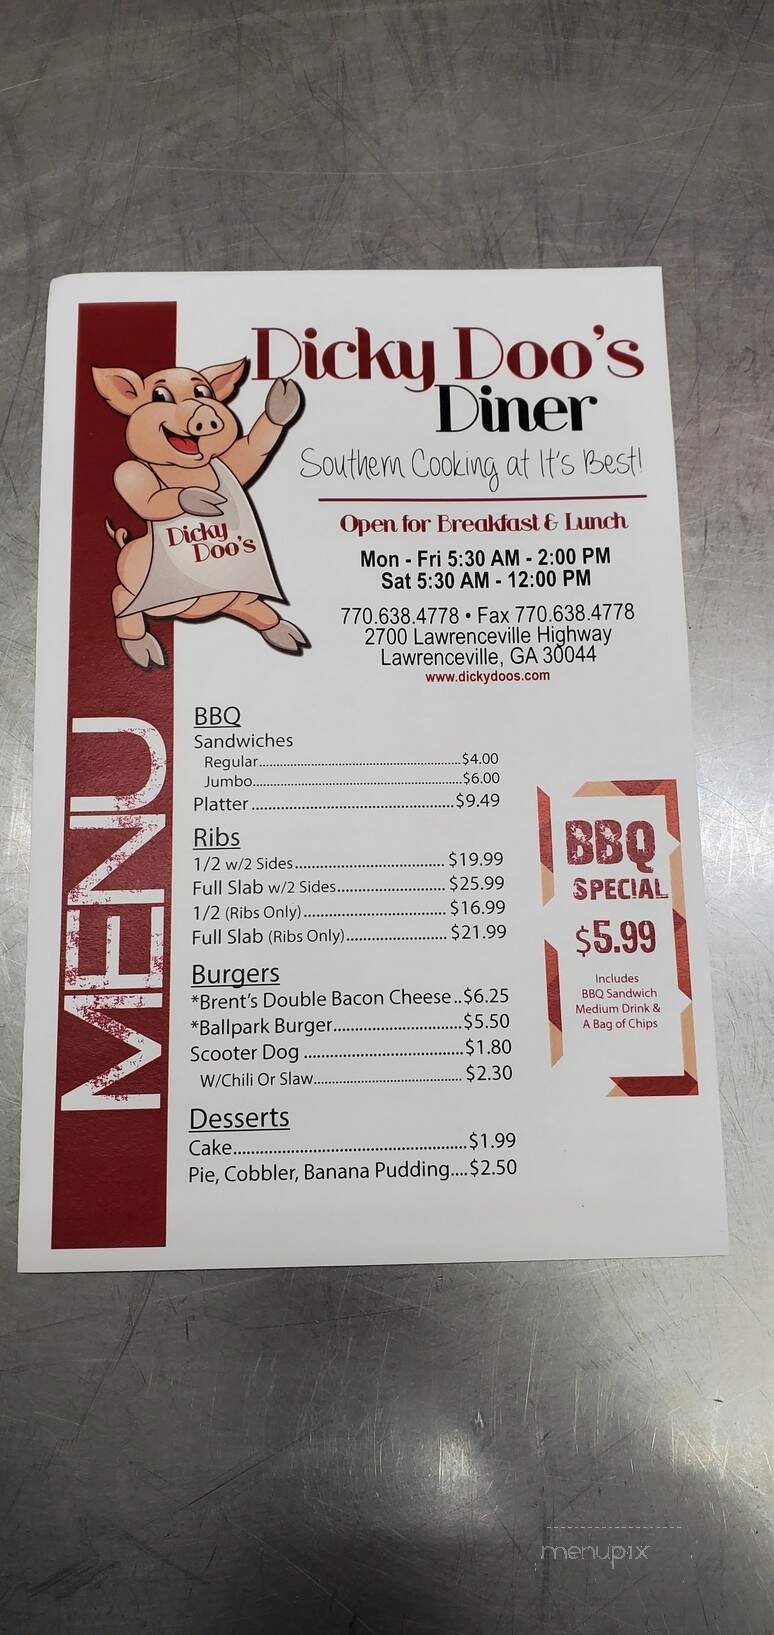 Dicky Doo's
Diner
Southern Cooking at It's Best!
Open for Breakfast & Lunch
Mon - Fri 5:30 AM - 2:00 PM
Sat 5:30 AM - 12:00 PM
770.638.4778 • Fax 770.638.4778
2700 Lawrenceville Highway
Lawrenceville, GA 30044
www.dickydoos.com
Dicky
Doo's
MENU
BBQ
Sandwiches
Regular...$4.00
Jumbo...$6.00
Platter...$9.49
Ribs
1/2 w/2 Sides...$19.99
Full Slab w/2 Sides...$25.99
1/2 (Ribs Only)...$16.99
Full Slab (Ribs Only)...$21.99
Burgers
*Brent's Double Bacon Cheese..$6.25
*Ballpark Burger...$5.50
Scooter Dog...$1.80
W/Chili Or Slaw...$2.30
Desserts
Cake...$1.99
Pie, Cobbler, Banana Pudding....$2.50
BBQ
SPECIAL
$5.99
Includes
BBQ Sandwich
Medium Drink &
A Bag of Chips
menupix